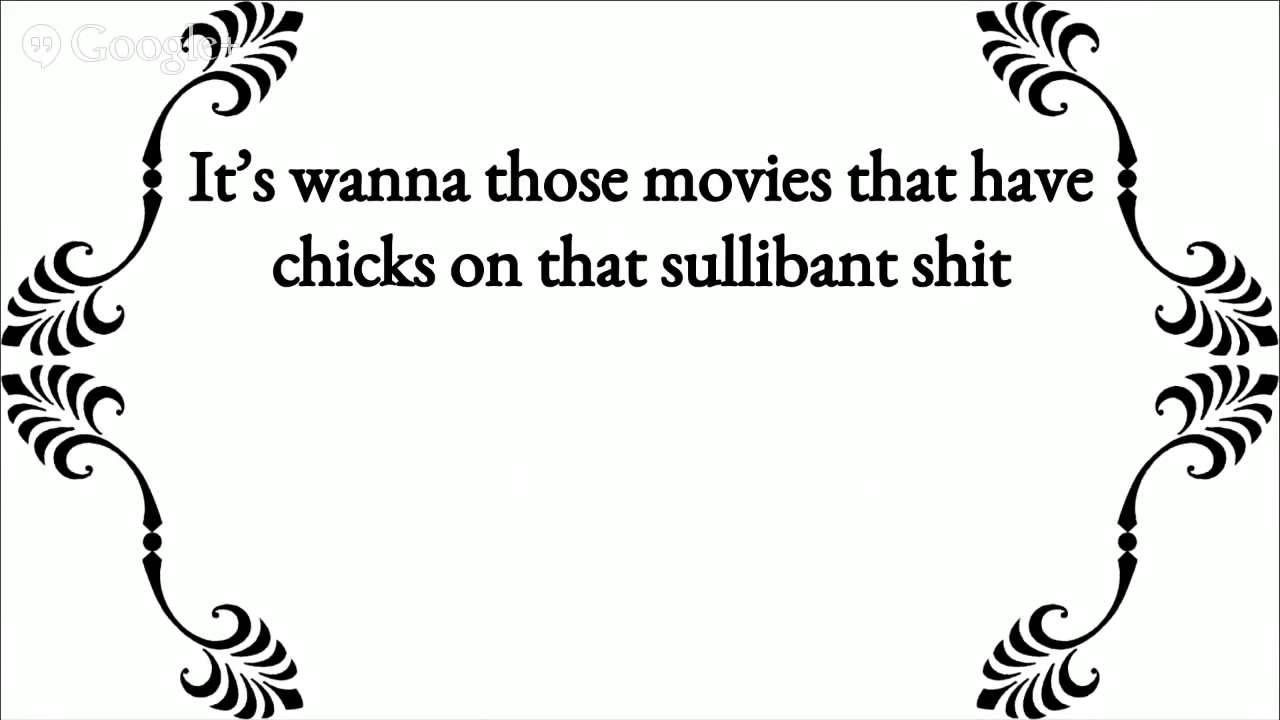 Google+
It’s wanna those movies that have
chicks on that sullibant shit